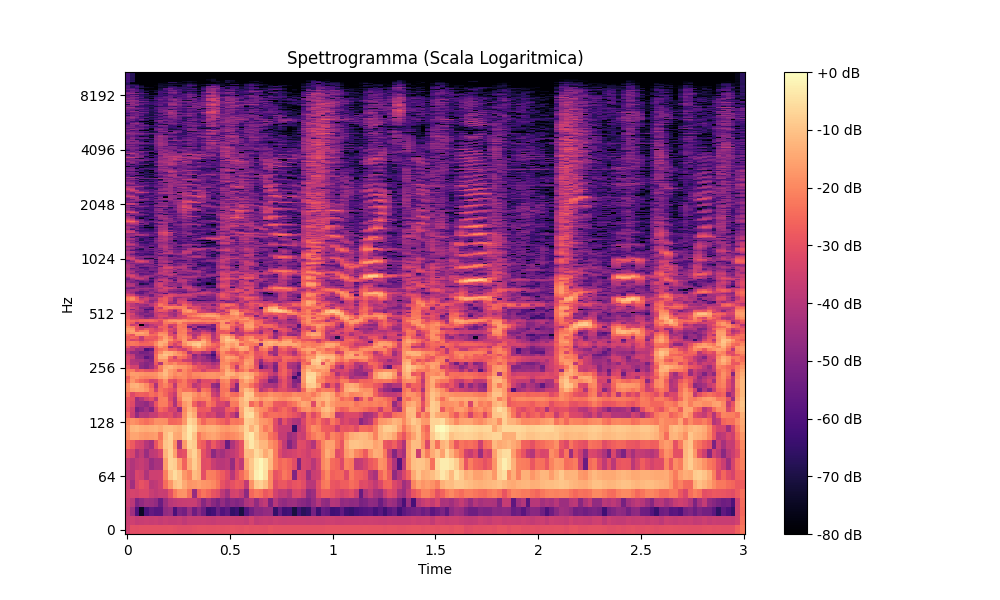 Spettrogramma (Scala Logaritmica)
Hz
8192
4096
2048
1024
512
256
128
64
0
0
0.5
1
1.5
2
2.5
3
Time
+0 dB
-10 dB
-20 dB
-30 dB
-40 dB
-50 dB
-60 dB
-70 dB
-80 dB